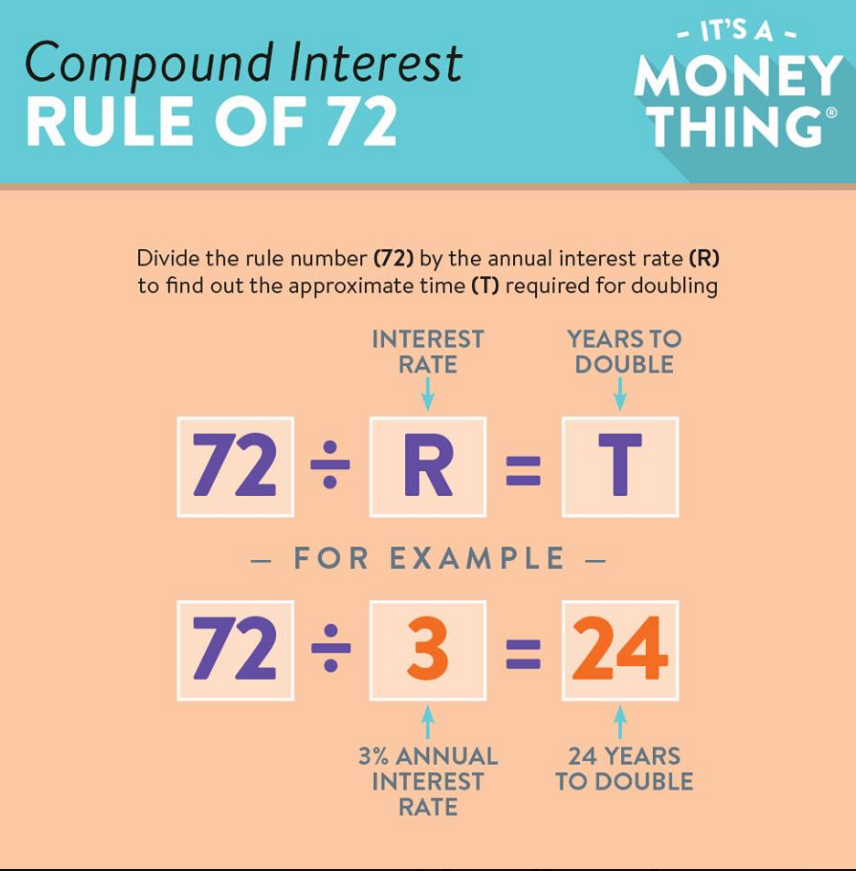 Compound Interest
RULE OF 72
- IT'S A -
MONEY
THING®
Divide the rule number (72) by the annual interest rate (R)
to find out the approximate time (T) required for doubling
INTEREST
RATE
YEARS TO
DOUBLE
72 ÷ R = T
— FOR EXAMPLE —
72 ÷ 3 = 24
3% ANNUAL
INTEREST
RATE
24 YEARS
TO DOUBLE